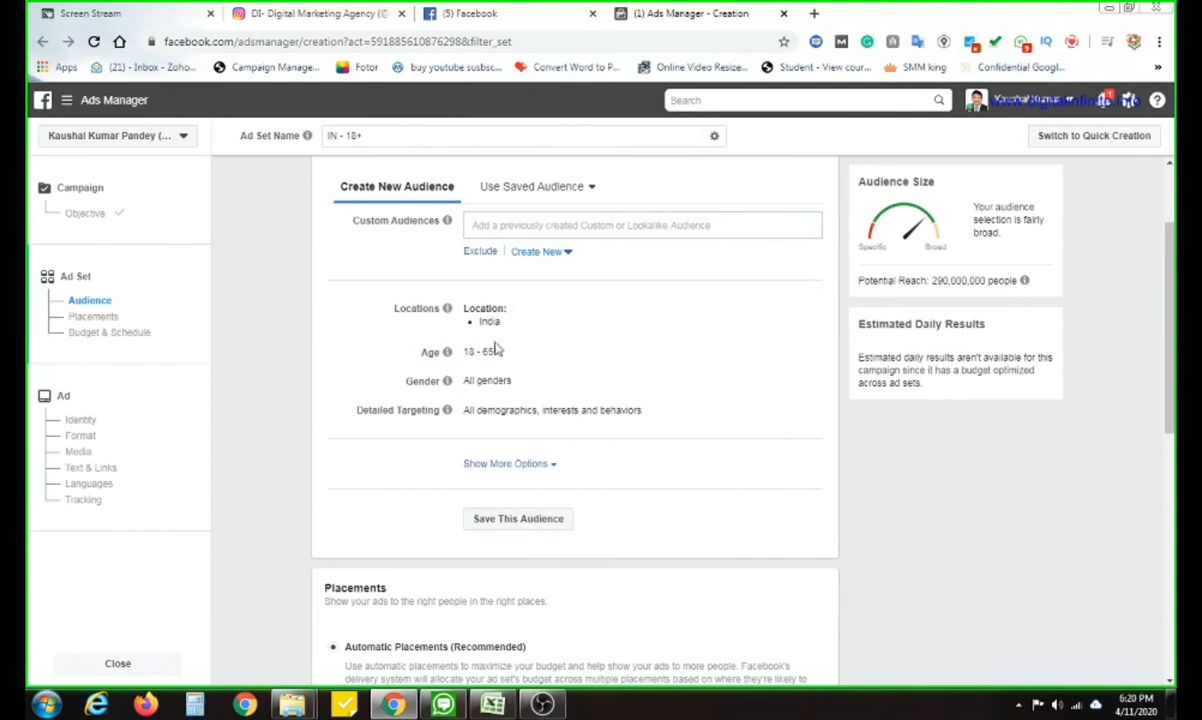 Screen Stream
DI- Digital Marketing Agency (@
(5) Facebook
(1) Ads Manager - Creation
facebook.com/adsmanager/creation?act=591885610876298&filter_set
Apps
(21) - Inbox - Zoho...
Campaign Manage...
Fotor
buy youtube susbsc...
Convert Word to P...
Online Video Resize...
Student - View cour...
SMM king
Confidential Googl...
Ads Manager
Search
Kaushal Kumar
Kaushal Kumar Pandey (...
Ad Set Name
IN - 18+
Switch to Quick Creation
Campaign
Objective
Ad Set
Audience
Placements
Budget & Schedule
Ad
Identity
Format
Media
Text & Links
Languages
Tracking
Close
Create New Audience
Use Saved Audience
Custom Audiences
Add a previously created Custom or Lookalike Audience
Exclude
Create New
Locations
Location:
• India
Age
18 - 65
Gender
All genders
Detailed Targeting
All demographics, interests and behaviors
Show More Options
Save This Audience
Placements
Show your ads to the right people in the right places.
Automatic Placements (Recommended)
Use automatic placements to maximize your budget and help show your ads to more people. Facebook's
delivery system will allocate your ad set's budget across multiple placements based on where they're likely to
Audience Size
Specific
Broad
Your audience
selection is fairly
broad.
Potential Reach: 290,000,000 people
Estimated Daily Results
Estimated daily results aren't available for this
campaign since it has a budget optimized
across ad sets.
6:20 PM
4/11/2020